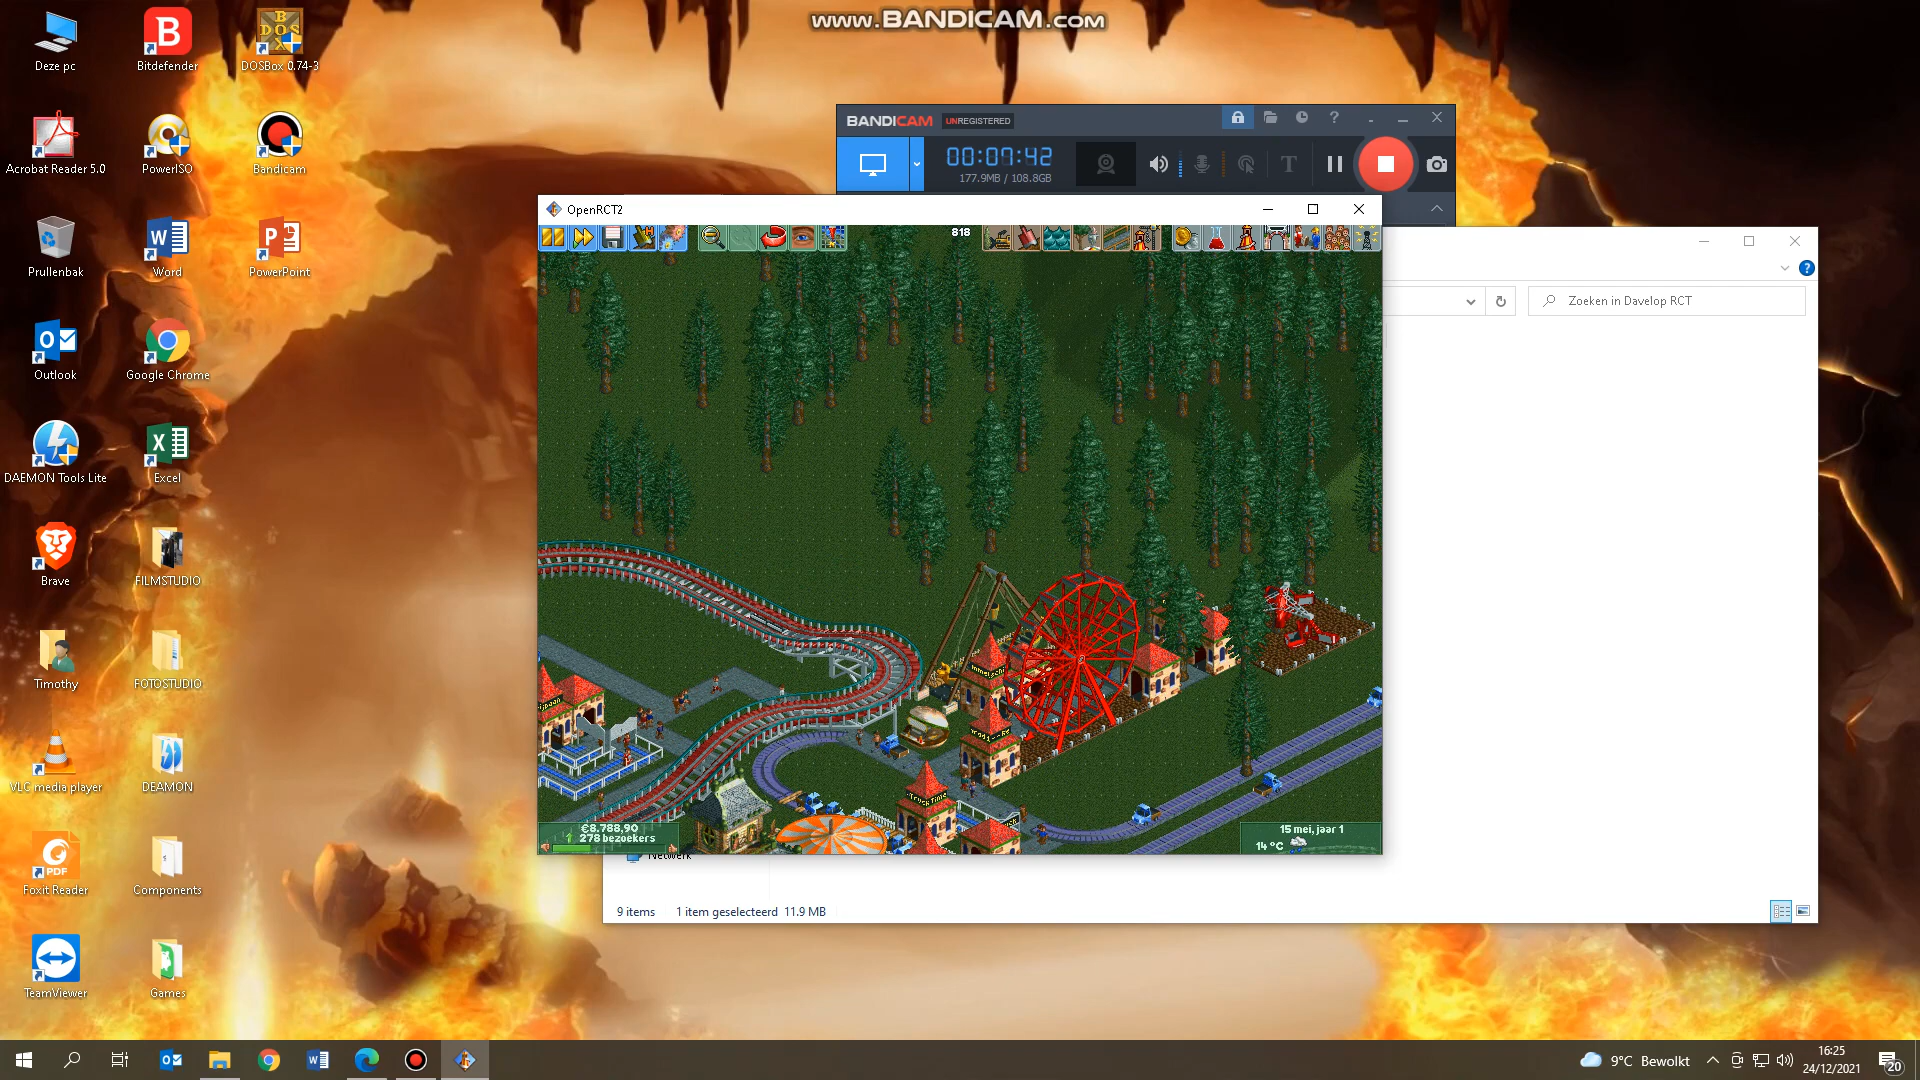 www.BANDICAM.com
Deze pc
Bitdefender
DOSBox 0.74-3
Acrobat Reader 5.0
PowerISO
Bandicam
Prullenbak
Word
PowerPoint
Outlook
Google Chrome
DAEMON Tools Lite
Excel
Brave
FILMSTUDIO
Timothy
FOTOSTUDIO
VLC media player
DEAMON
Foxit Reader
Components
TeamViewer
Games
BANDICAM UNREGISTERED
00:07:42
177.9MB / 108.8GB
OpenRCT2
818
Zoeken in Davelop RCT
Truck Time
€8.788,90
278 bezoekers
15 mei, jaar 1
14 °C
Netwerk
9 items 1 item geselecteerd 11.9 MB
9°C Bewolkt
16:25
24/12/2021
20